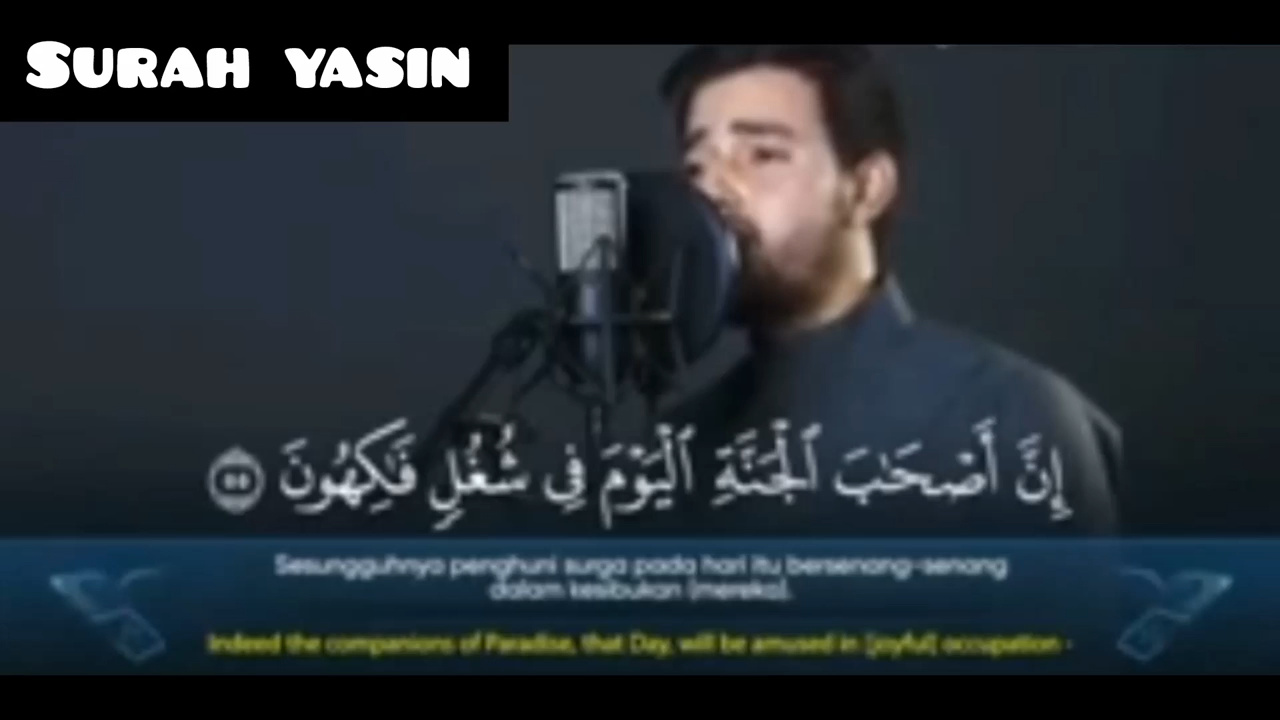 SURAH YASIN
إِنَّ أَصْحَٰبَ ٱلْجَنَّةِ ٱلْيَوْمَ فِي شُغُلٍ فَٰكِهُونَ ۝٥٥
Sesungguhnya penghuni surga pada hari itu bersenang-senang
dalam kesibukan (mereka).
Indeed the companions of Paradise, that Day, will be amused in (joyful) occupation -